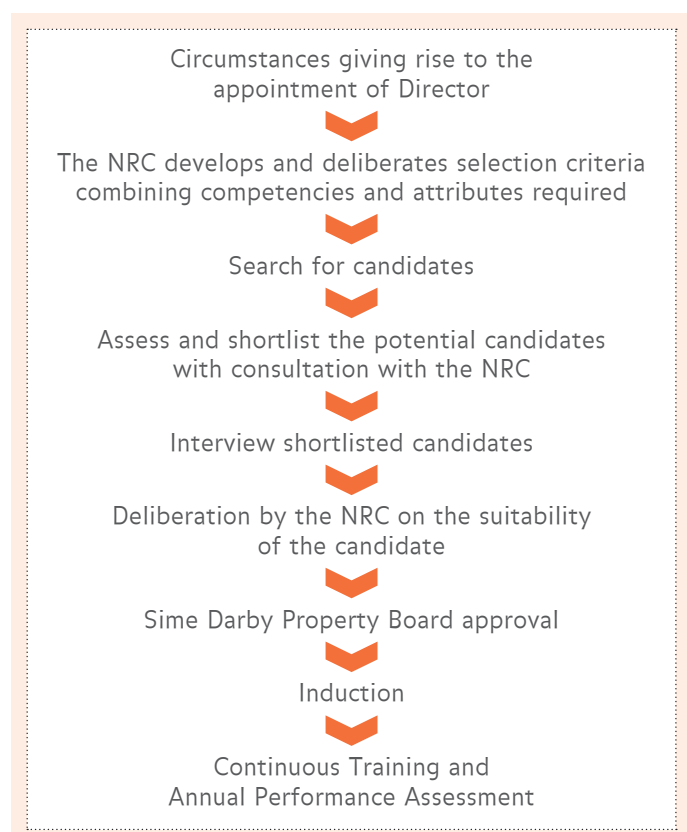 Circumstances giving rise to the
appointment of Director
The NRC develops and deliberates selection criteria
combining competencies and attributes required
Search for candidates
Assess and shortlist the potential candidates
with consultation with the NRC
Interview shortlisted candidates
Deliberation by the NRC on the suitability
of the candidate
Sime Darby Property Board approval
Induction
Continuous Training and
Annual Performance Assessment